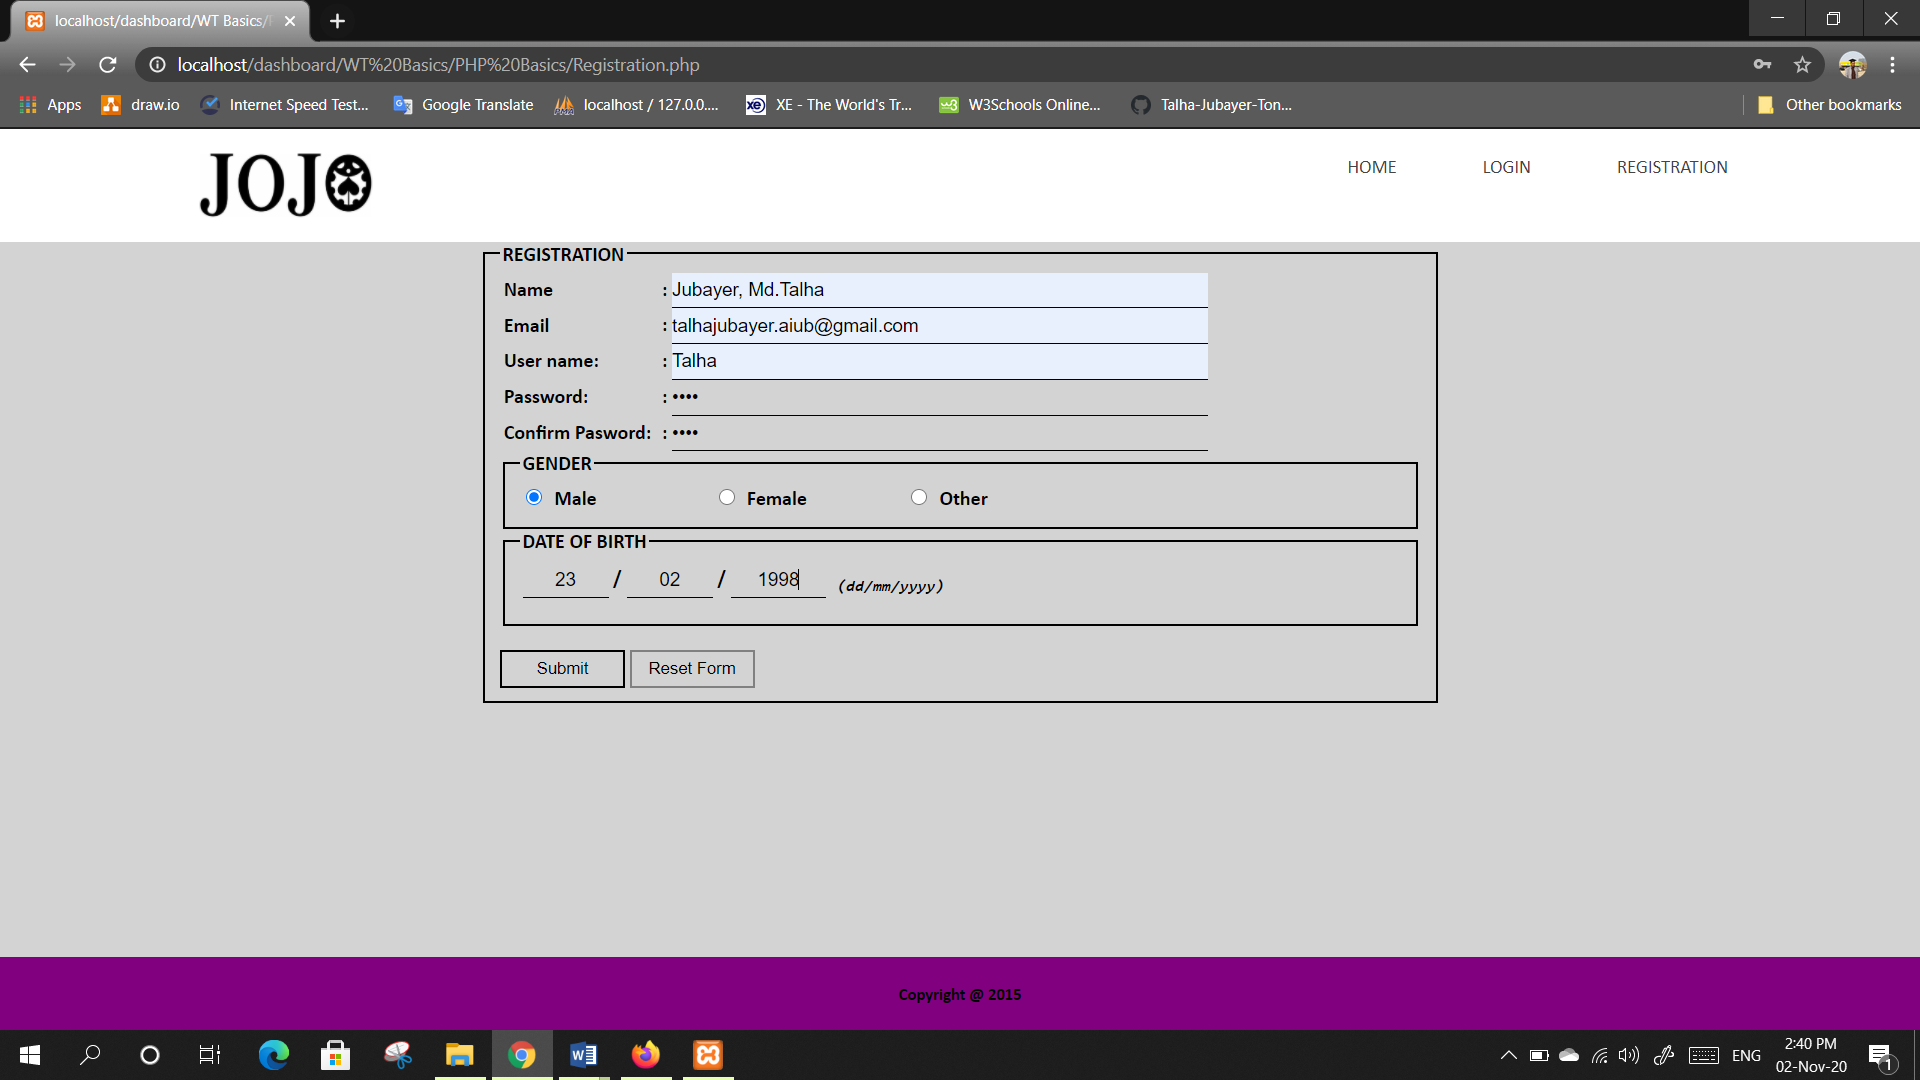 localhost/dashboard/WT Basics/
localhost/dashboard/WT%20Basics/PHP%20Basics/Registration.php
Apps draw.io Internet Speed Test... Google Translate localhost / 127.0.0.... XE - The World's Tr... W3Schools Online... Talha-Jubayer-Ton... Other bookmarks
JOJO HOME LOGIN REGISTRATION
REGISTRATION
Name : Jubayer, Md.Talha
Email : talhajubayer.aiub@gmail.com
User name: : Talha
Password: : ••••
Confirm Pasword: : ••••
GENDER
Male Female Other
DATE OF BIRTH
23 / 02 / 1998 (dd/mm/yyyy)
Submit Reset Form
Copyright @ 2015
ENG 2:40 PM
02-Nov-20 1